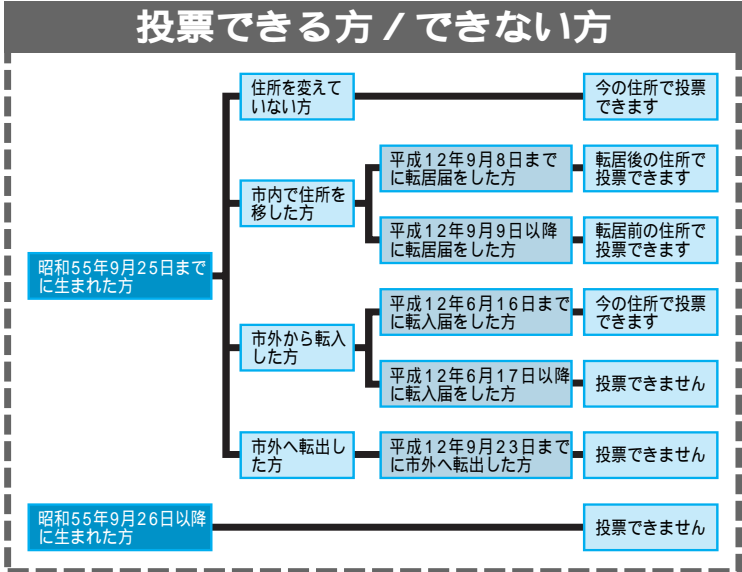 投票できる方/できない方
住所を変えて
いない方
今の住所で投票
できます
市内で住所を
移した方
平成12年9月8日まで
に転居届をした方
転居後の住所で
投票できます
平成12年9月9日以降
に転居届をした方
転居前の住所で
投票できます
昭和55年9月25日まで
に生まれた方
市外から転入
した方
平成12年6月16日まで
に転入届をした方
今の住所で投票
できます
平成12年6月17日以降
に転入届をした方
投票できません
市外へ転出し
た方
平成12年9月23日まで
に市外へ転出した方
投票できません
昭和55年9月26日以降
に生まれた方
投票できません